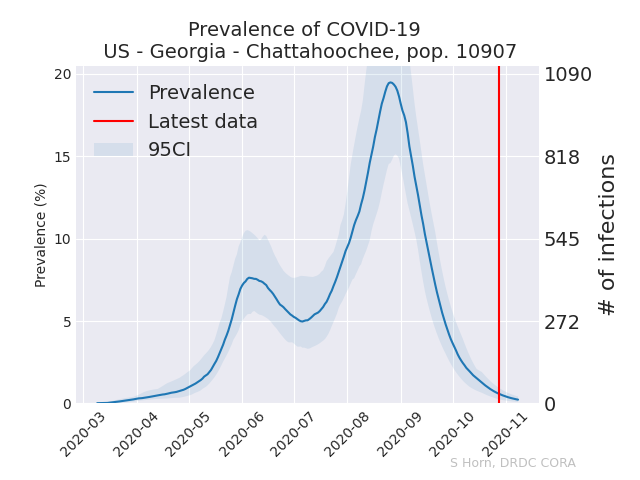 Prevalence of COVID-19
US - Georgia - Chattahoochee, pop. 10907
Prevalence
Latest data
95CI
Prevalence (%)
20
15
10
5
0
1090
818
545
272
0
# of infections
2020-03
2020-04
2020-05
2020-06
2020-07
2020-08
2020-09
2020-10
2020-11
S Horn, DRDC CORA